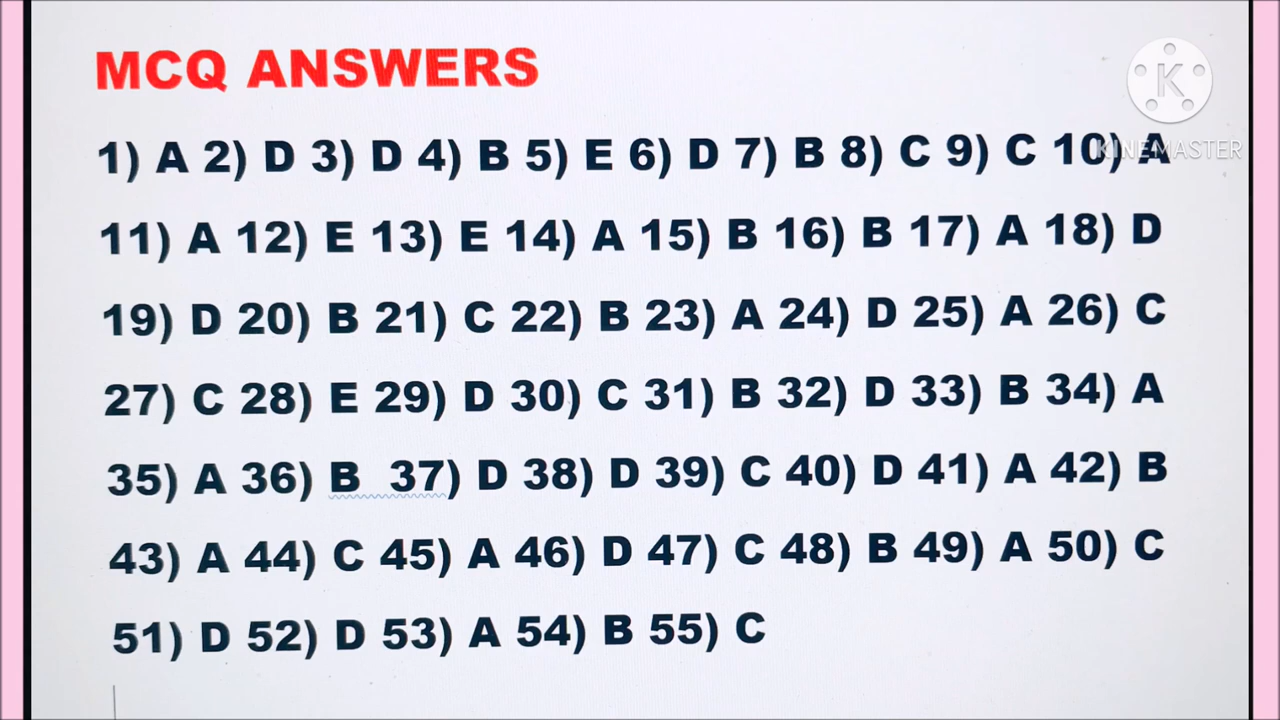 MCQ ANSWERS
K
KINEMASTER
1) A 2) D 3) D 4) B 5) E 6) D 7) B 8) C 9) C 10) A
11) A 12) E 13) E 14) A 15) B 16) B 17) A 18) D
19) D 20) B 21) C 22) B 23) A 24) D 25) A 26) C
27) C 28) E 29) D 30) C 31) B 32) D 33) B 34) A
35) A 36) B  37) D 38) D 39) C 40) D 41) A 42) B
43) A 44) C 45) A 46) D 47) C 48) B 49) A 50) C
51) D 52) D 53) A 54) B 55) C